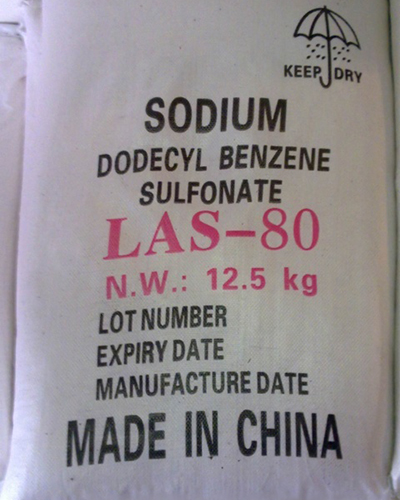 KEEP DRY
SODIUM
DODECYL BENZENE
SULFONATE
LAS-80
N.W.: 12.5 kg
LOT NUMBER
EXPIRY DATE
MANUFACTURE DATE
MADE IN CHINA